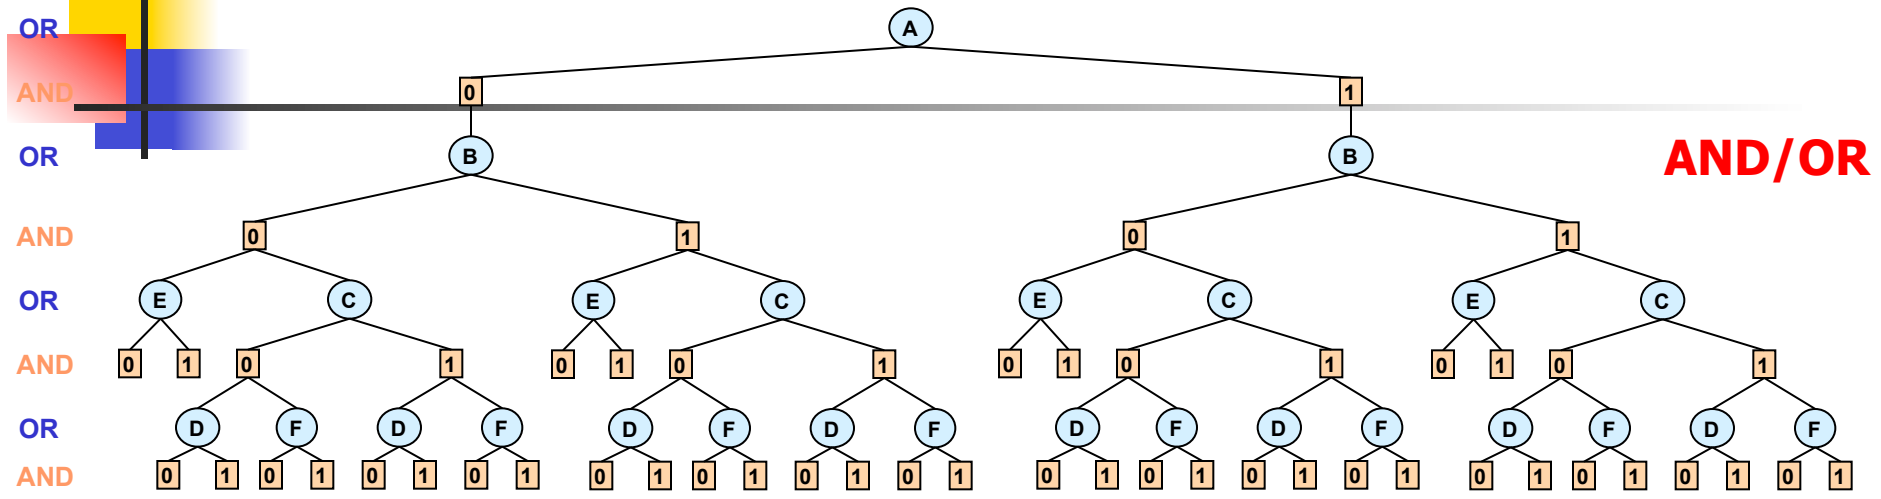 OR A
AND 0 1
OR B B AND/OR
AND 0 1 0 1
OR E C E C E C E C
AND 0 1 0 1 0 1 0 1 0 1 0 1 0 1 0 1
OR D F D F D F D F D F D F D F D F
AND 0 1 0 1 0 1 0 1 0 1 0 1 0 1 0 1 0 1 0 1 0 1 0 1 0 1 0 1 0 1 0 1